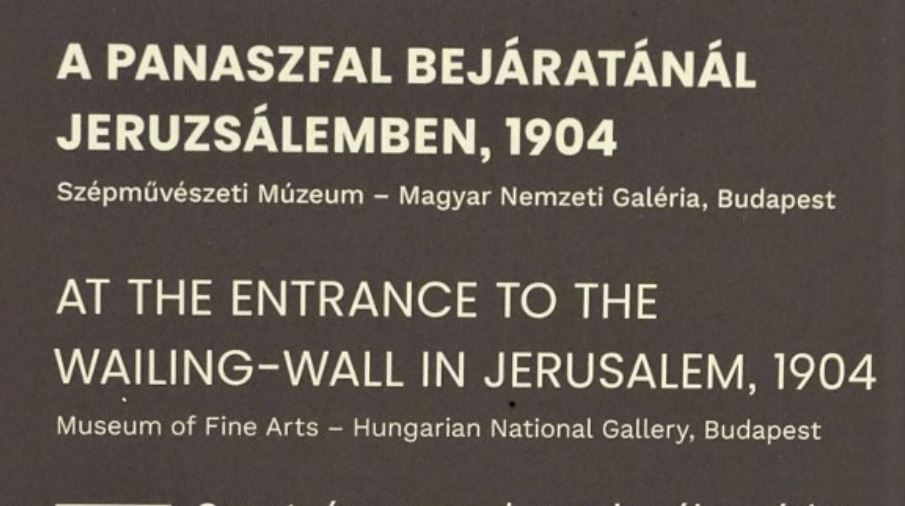 A PANASZFAL BEJÁRATÁNÁL
JERUZSÁLEMBEN, 1904
Szépművészeti Múzeum – Magyar Nemzeti Galéria, Budapest
AT THE ENTRANCE TO THE
WAILING-WALL IN JERUSALEM, 1904
Museum of Fine Arts – Hungarian National Gallery, Budapest